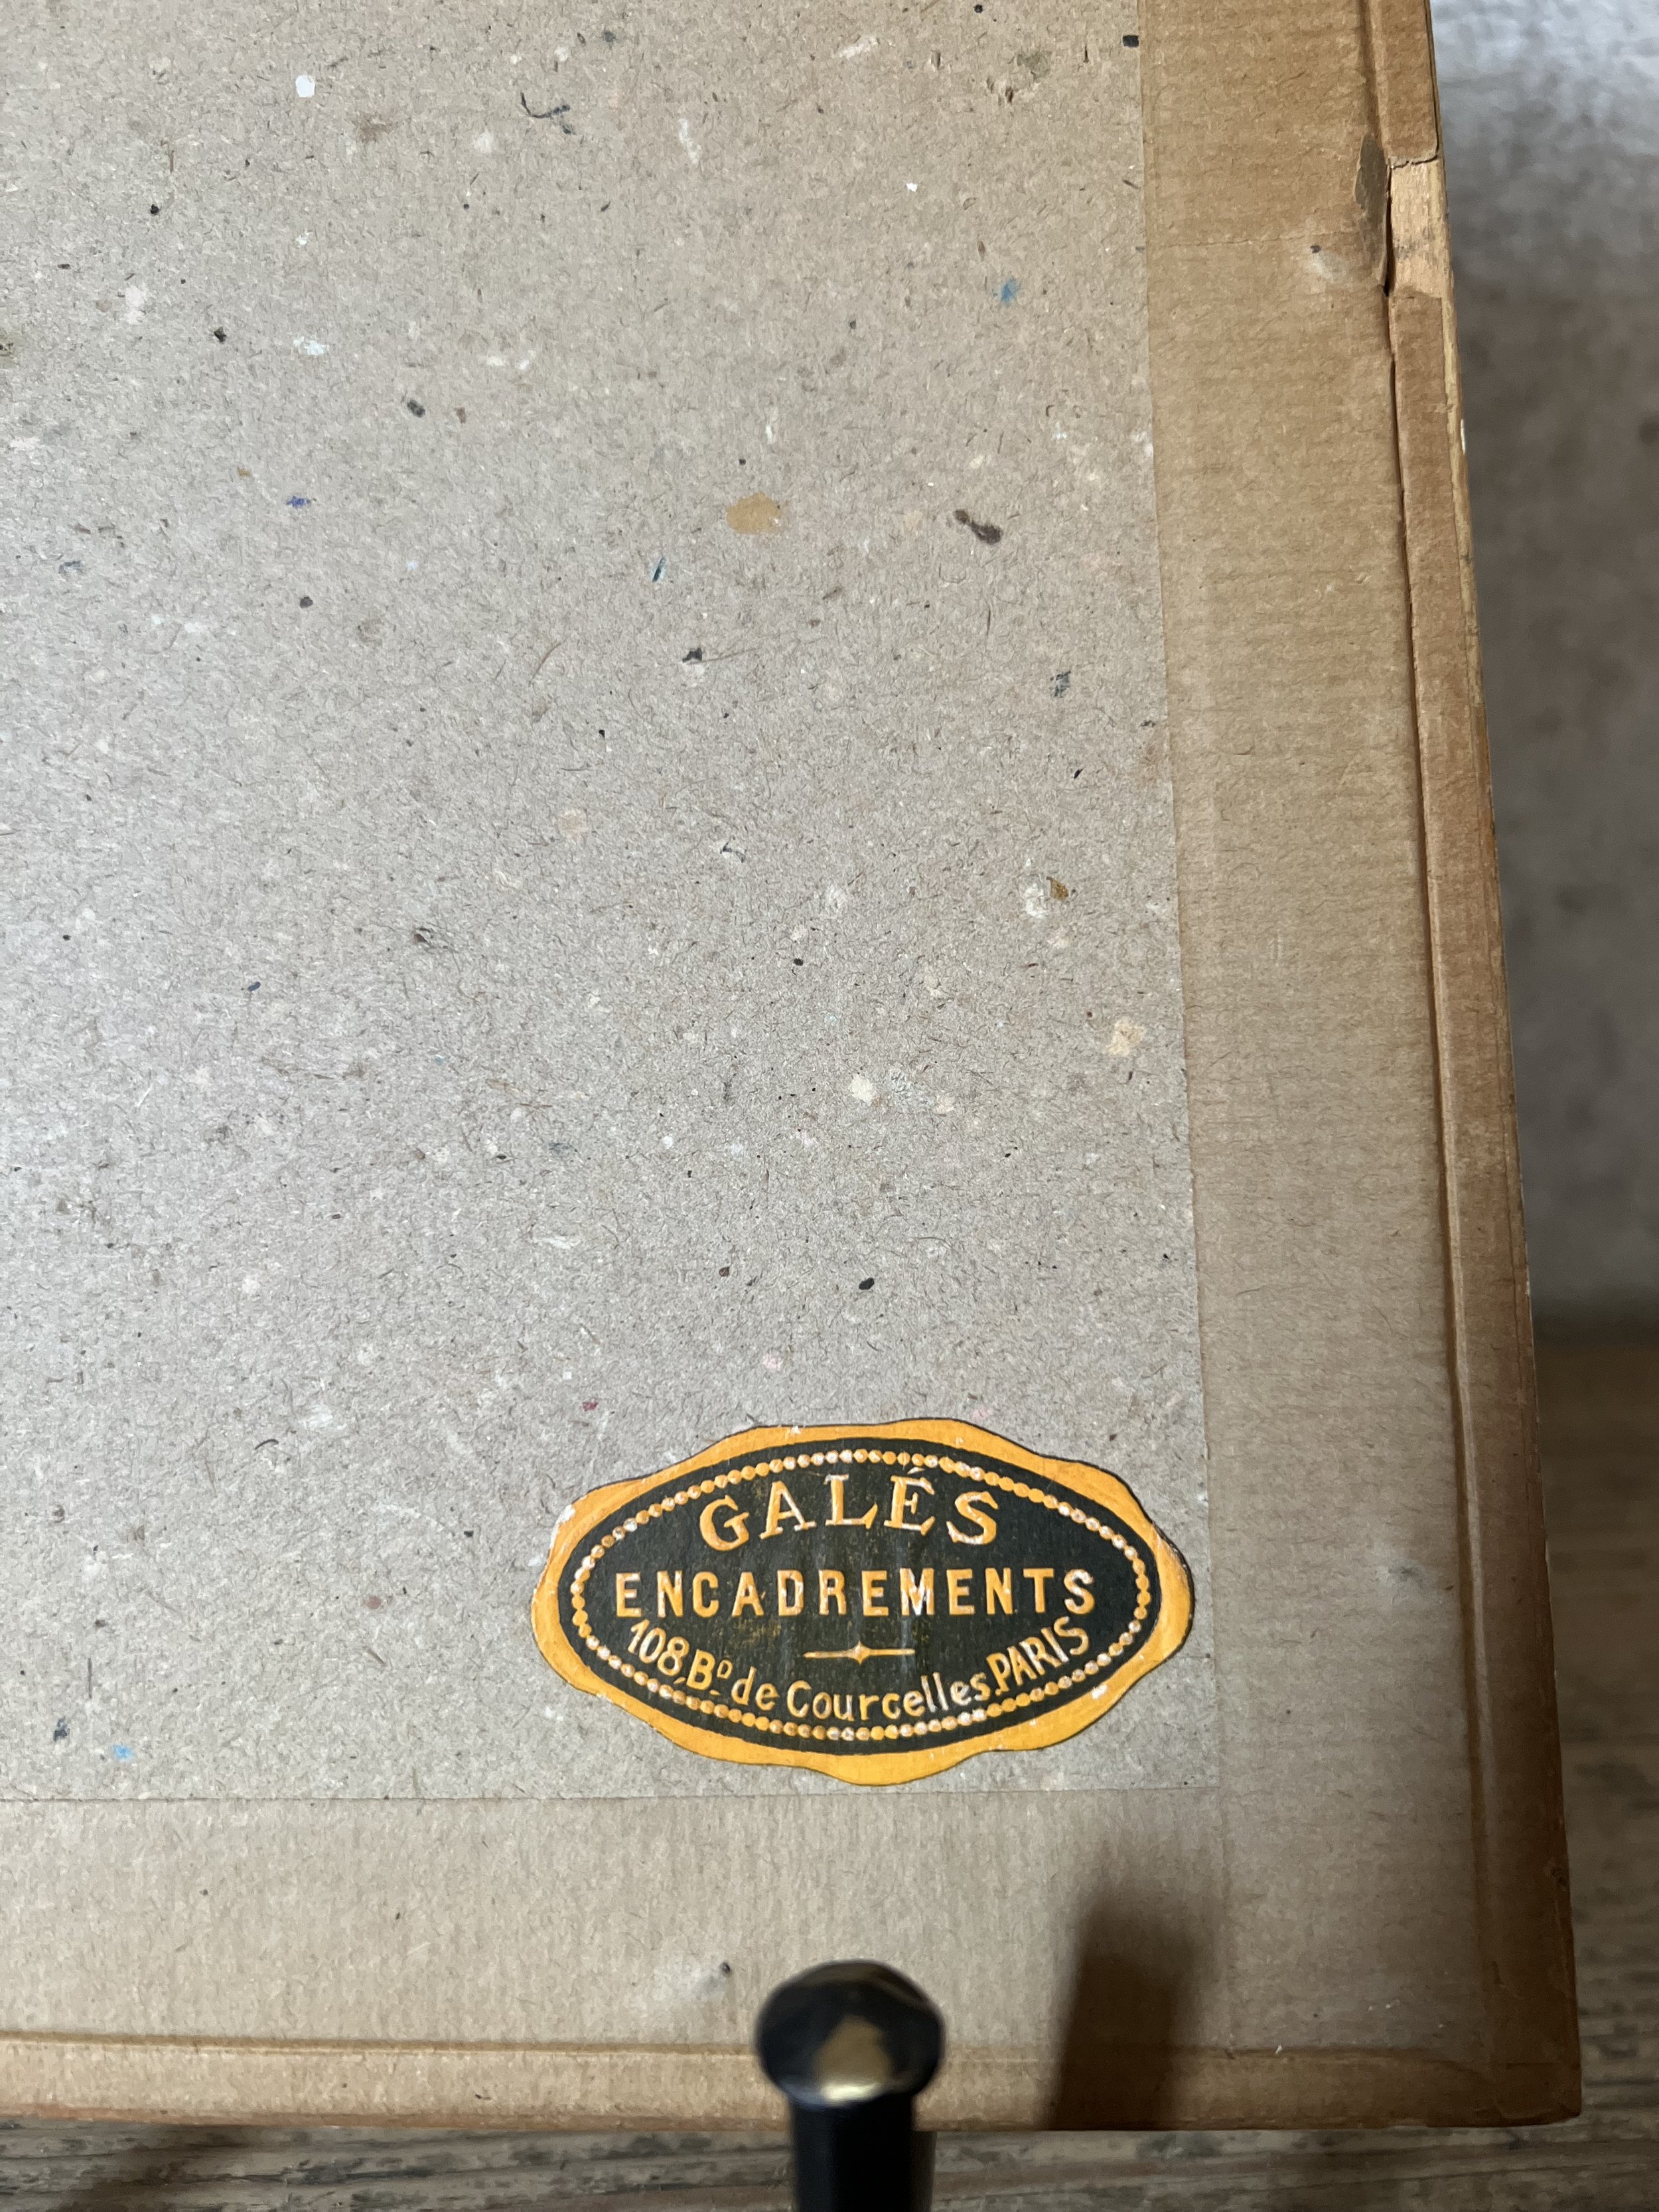 GALÉS
ENCADREMENTS
108, Bᴰ de Courcelles. PARIS